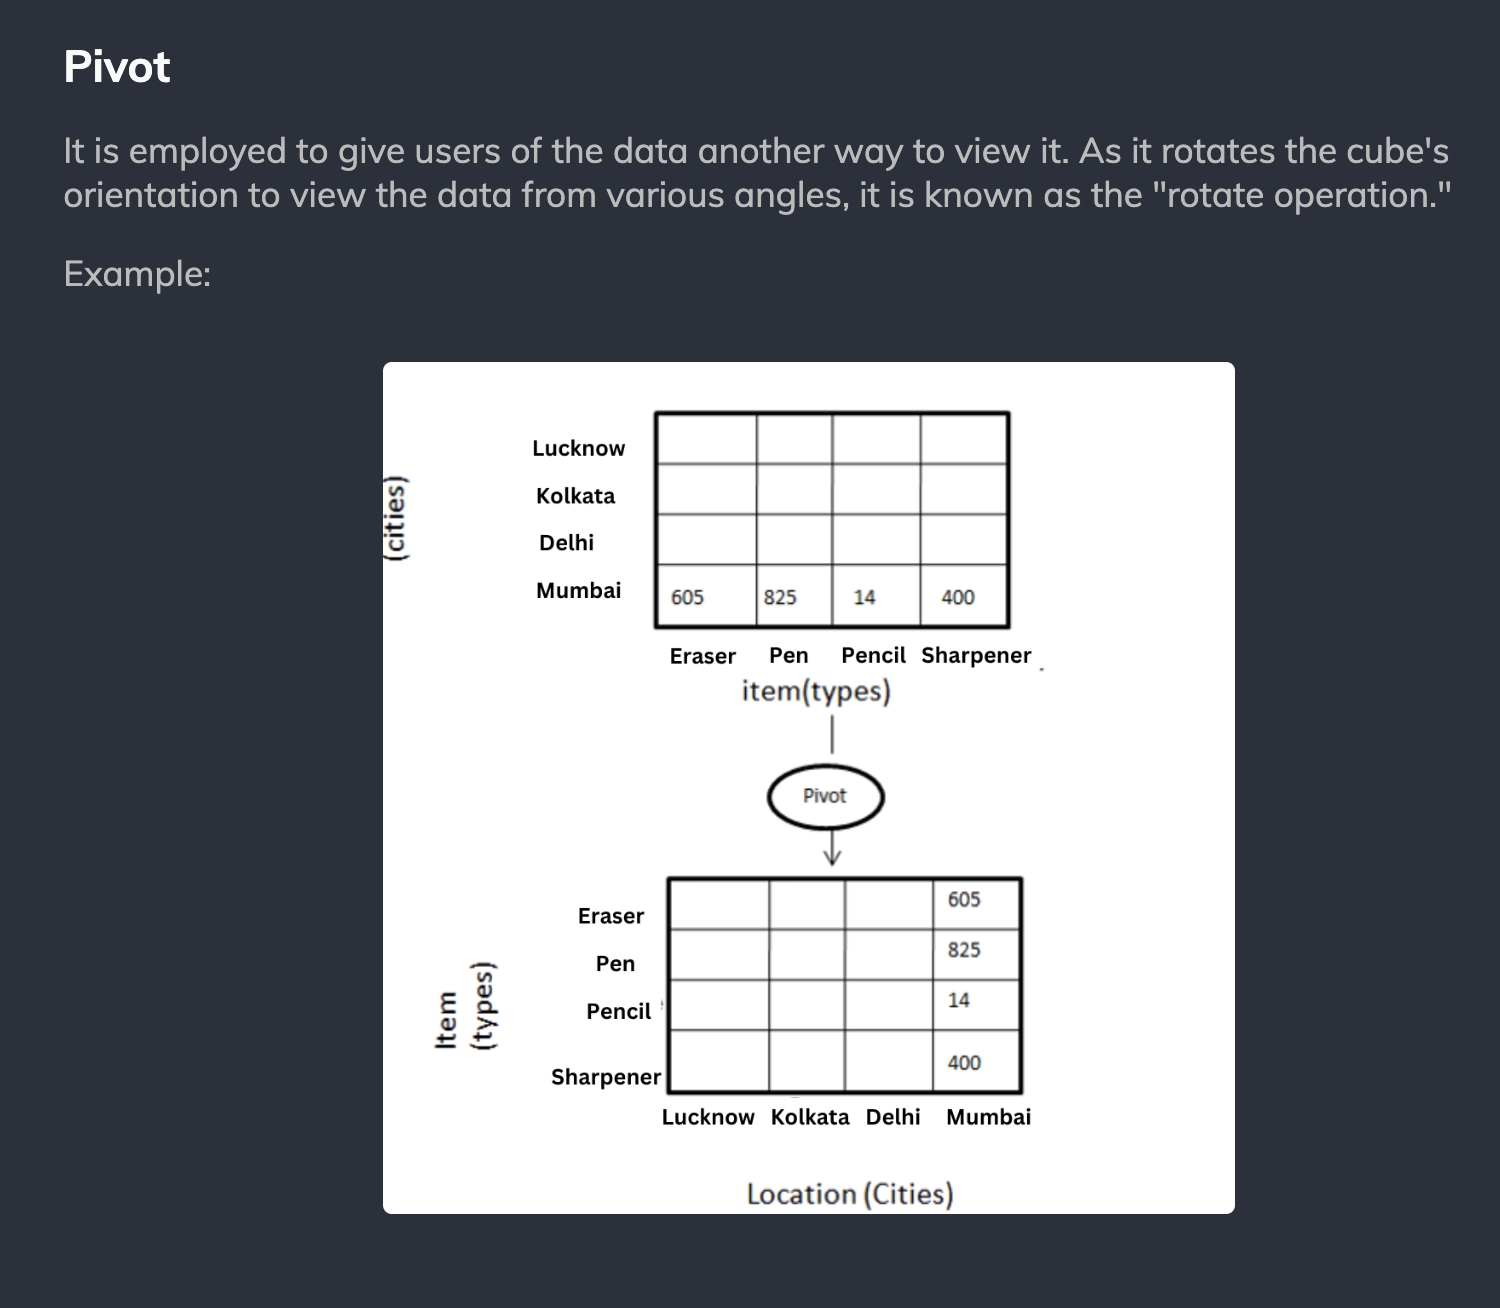 Pivot
It is employed to give users of the data another way to view it. As it rotates the cube's
orientation to view the data from various angles, it is known as the "rotate operation."
Example:
(cities)
Lucknow
Kolkata
Delhi
Mumbai 605 825 14 400
Eraser Pen Pencil Sharpener
item(types)
Pivot
Item
(types)
Eraser 605
Pen 825
Pencil 14
Sharpener 400
Lucknow Kolkata Delhi Mumbai
Location (Cities)